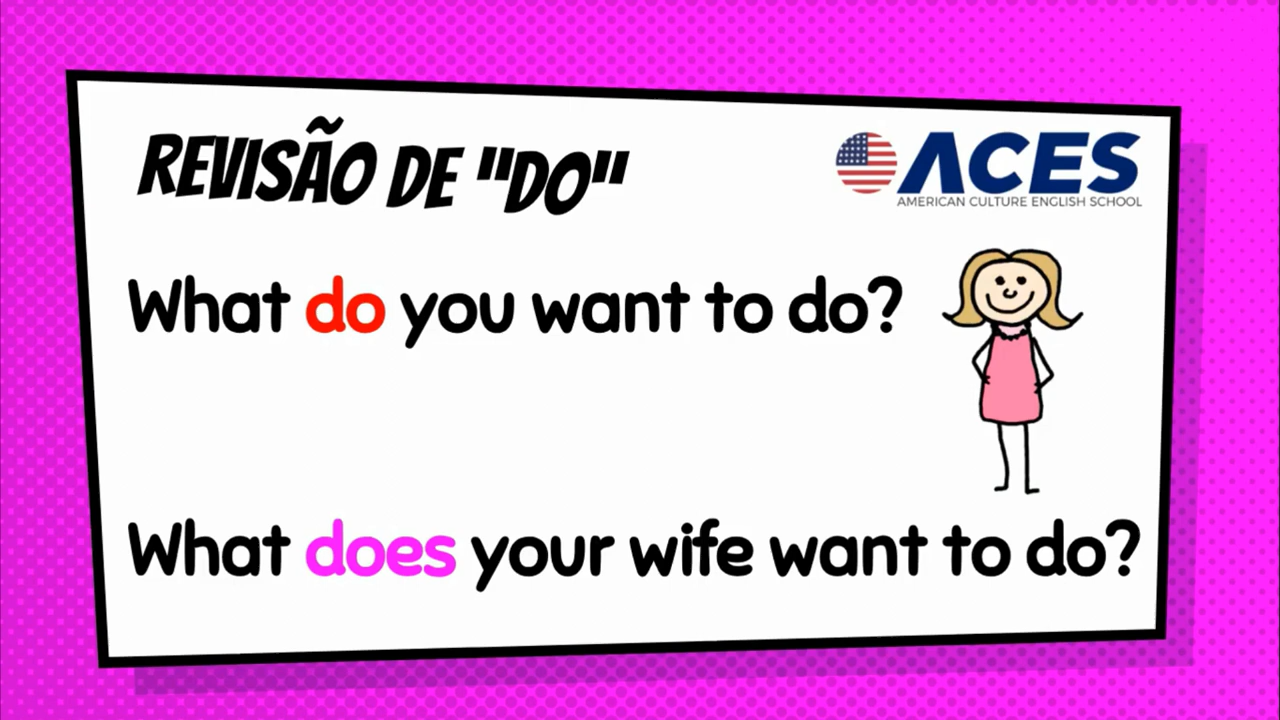 REVISÃO DE "DO"
ACES
AMERICAN CULTURE ENGLISH SCHOOL
What do you want to do?
What does your wife want to do?